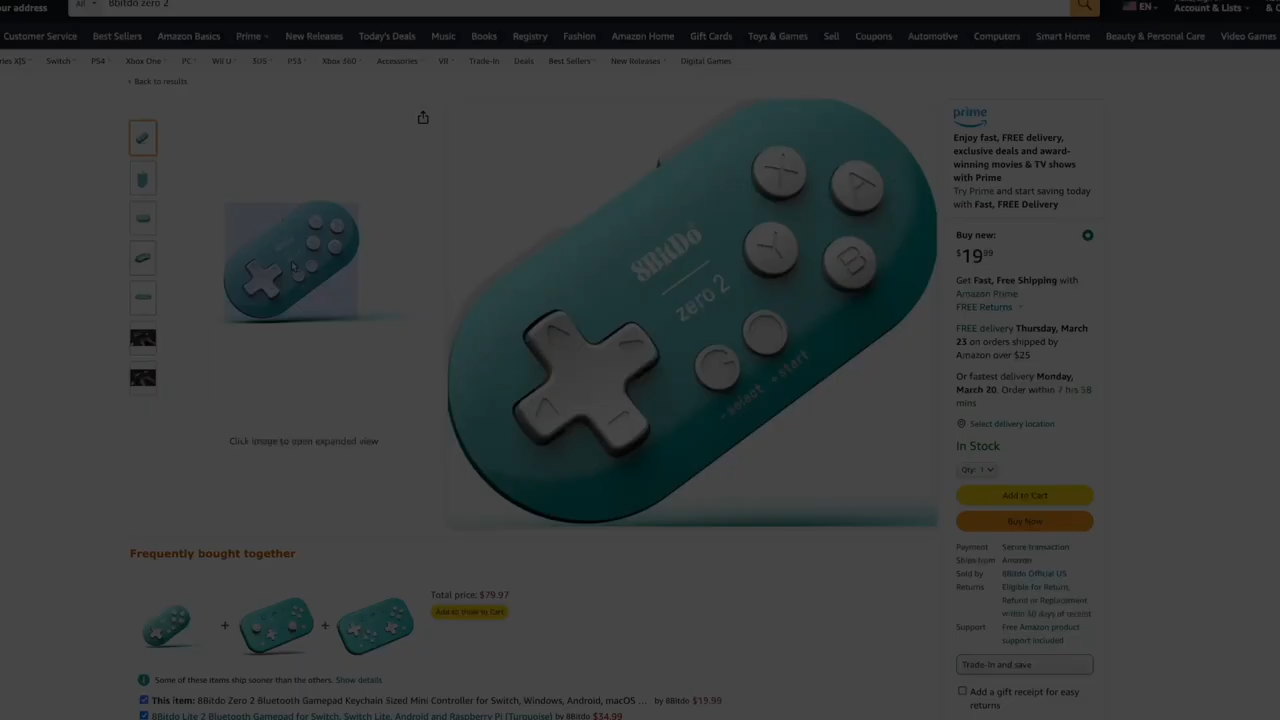 our address
All
8bitdo zero 2
EN
Account & Lists
Customer Service
Best Sellers
Amazon Basics
Prime
New Releases
Today's Deals
Music
Books
Registry
Fashion
Amazon Home
Gift Cards
Toys & Games
Sell
Coupons
Automotive
Computers
Smart Home
Beauty & Personal Care
Video Games
ries X|S
Switch
PS4
Xbox One
PC
Wii U
3DS
PS3
Xbox 360
Accessories
VR
Trade-In
Deals
Best Sellers
New Releases
Digital Games
‹ Back to results
X
A
Y
B
8BitDo
zero 2
-select +start
Click image to open expanded view
prime
Enjoy fast, FREE delivery,
exclusive deals and award-
winning movies & TV shows
with Prime
Try Prime and start saving today
with Fast, FREE Delivery
Buy new:
$19.99
Get Fast, Free Shipping with
Amazon Prime
FREE Returns
FREE delivery Thursday, March
23 on orders shipped by
Amazon over $25
Or fastest delivery Monday,
March 20. Order within 7 hrs 58
mins
Select delivery location
In Stock
Qty: 1
Add to Cart
Buy Now
Payment Secure transaction
Ships from Amazon
Sold by 8Bitdo Official US
Returns Eligible for Return,
Refund or Replacement
within 30 days of receipt
Support Free Amazon product
support included
Trade-in and save
Add a gift receipt for easy
returns
Frequently bought together
+
+
Total price: $79.97
Add all three to Cart
Some of these items ship sooner than the others. Show details
This item: 8Bitdo Zero 2 Bluetooth Gamepad Keychain Sized Mini Controller for Switch, Windows, Android, macOS ... by 8Bitdo $19.99
8Bitdo Lite 2 Bluetooth Gamepad for Switch, Switch Lite, Android and Raspberry Pi (Turquoise) by 8Bitdo $34.99